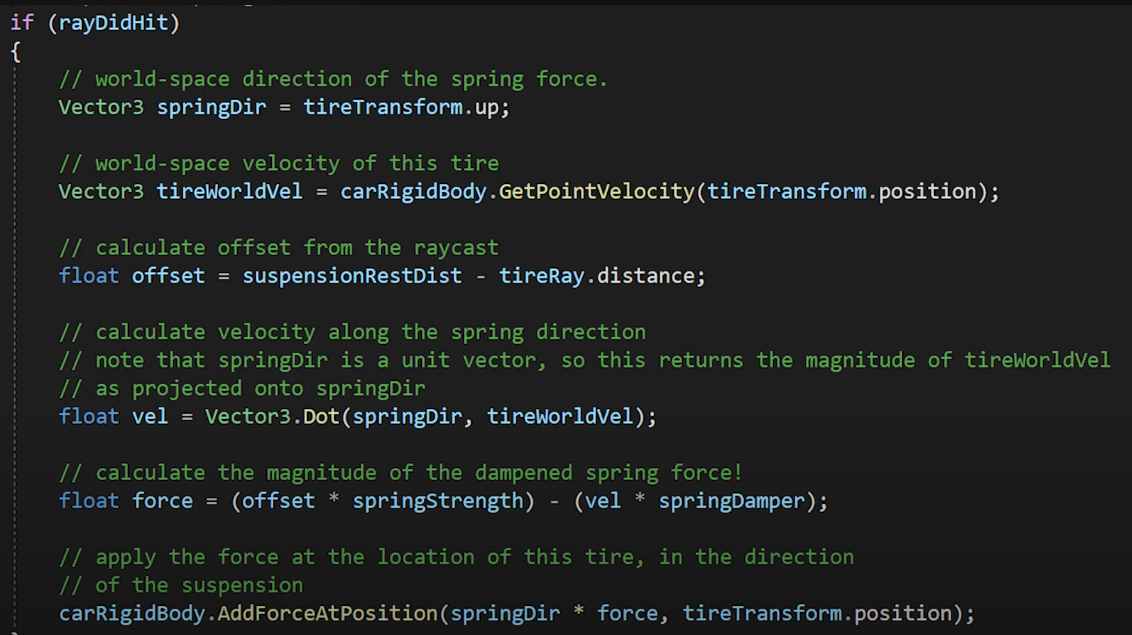 if (rayDidHit)
{
// world-space direction of the spring force.
Vector3 springDir = tireTransform.up;
// world-space velocity of this tire
Vector3 tireWorldVel = carRigidBody.GetPointVelocity(tireTransform.position);
// calculate offset from the raycast
float offset = suspensionRestDist - tireRay.distance;
// calculate velocity along the spring direction
// note that springDir is a unit vector, so this returns the magnitude of tireWorldVel
// as projected onto springDir
float vel = Vector3.Dot(springDir, tireWorldVel);
// calculate the magnitude of the dampened spring force!
float force = (offset * springStrength) - (vel * springDamper);
// apply the force at the location of this tire, in the direction
// of the suspension
carRigidBody.AddForceAtPosition(springDir * force, tireTransform.position);